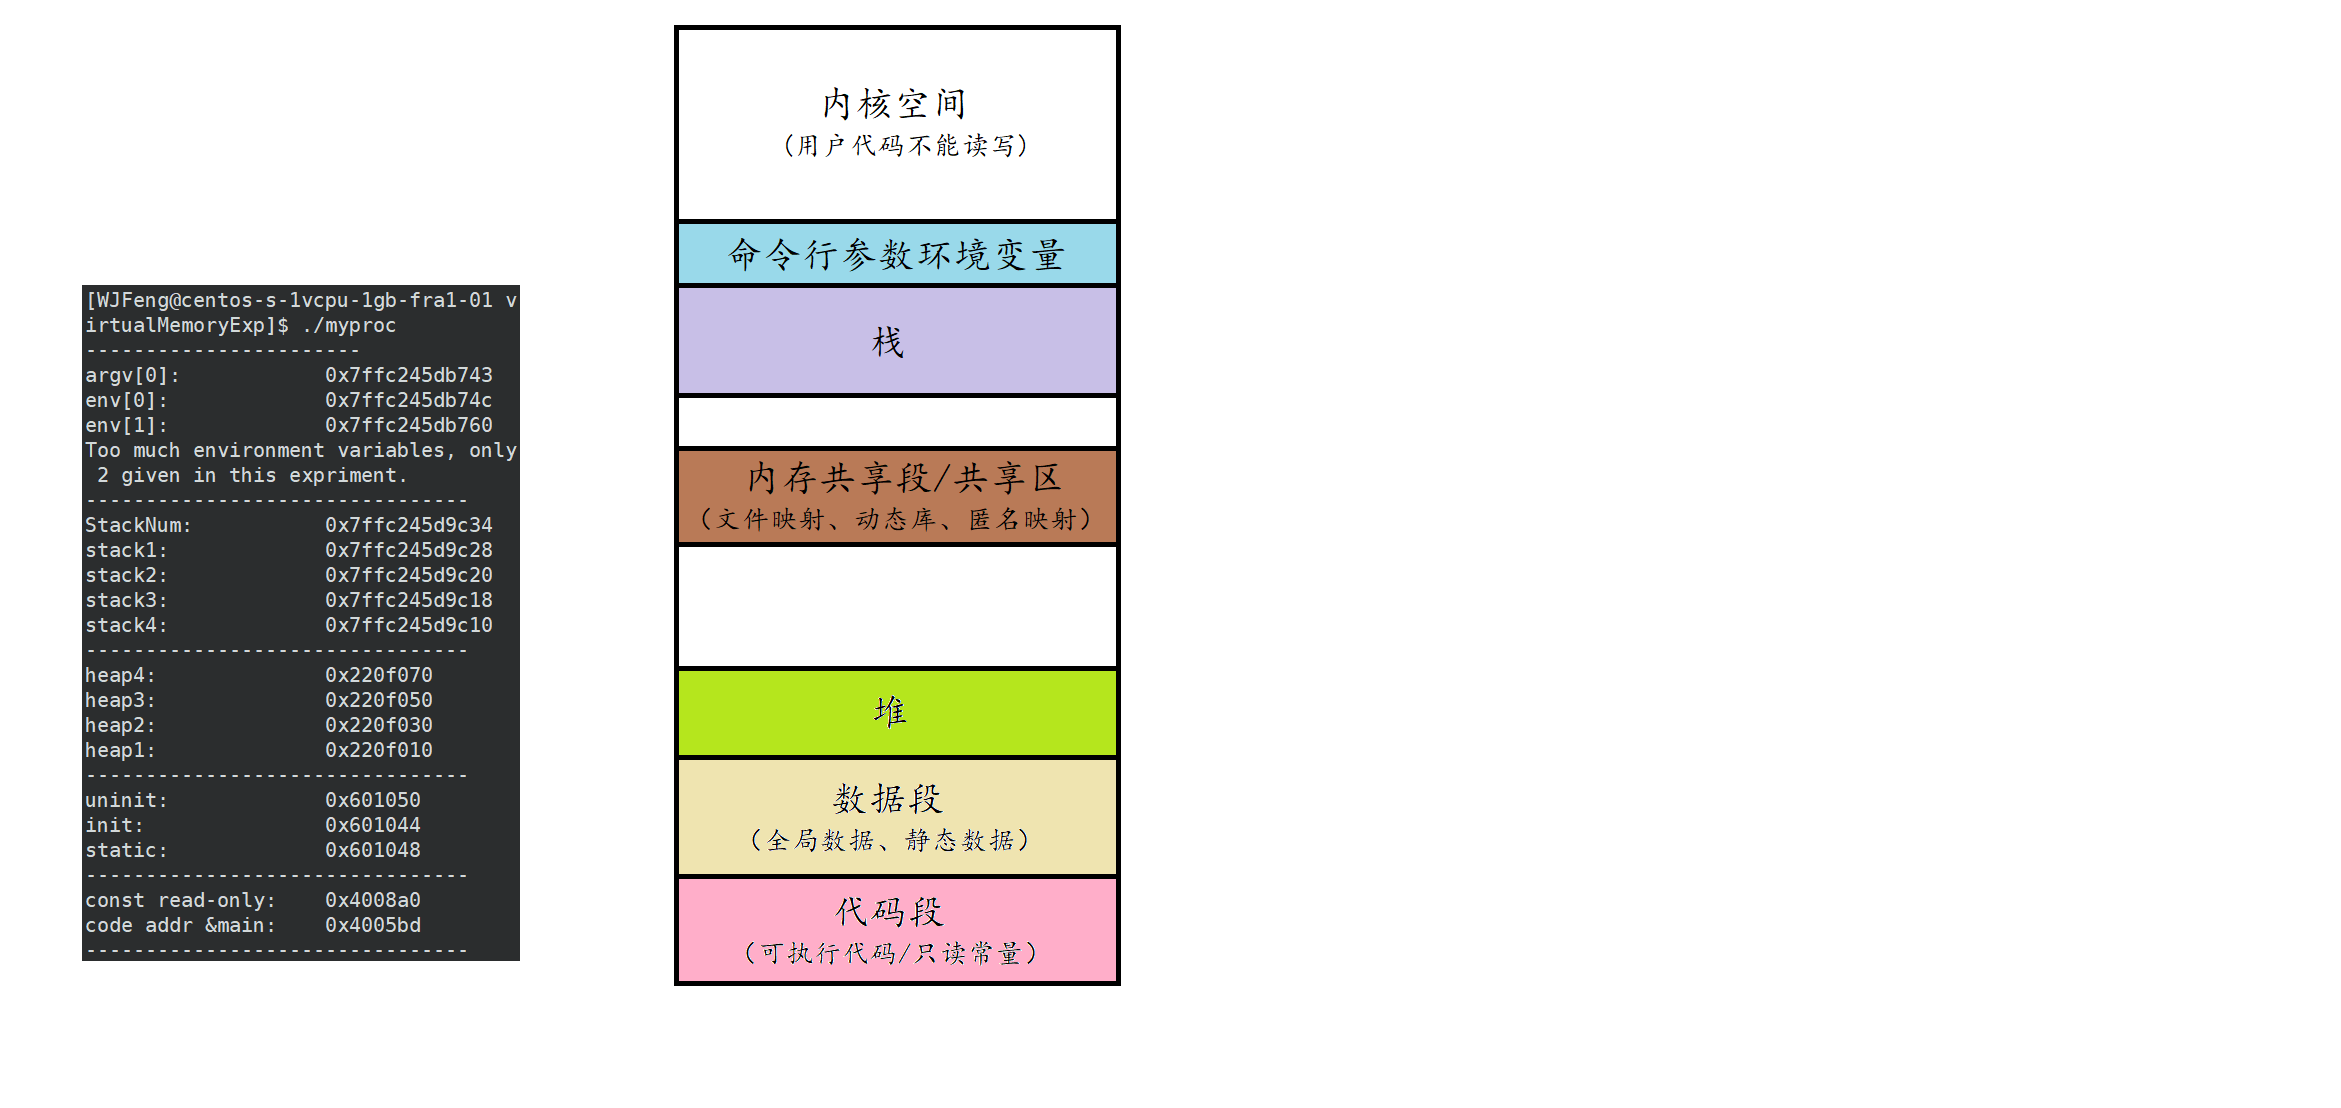 [WJFeng@centos-s-1vcpu-1gb-fra1-01 v
irtualMemoryExp]$ ./myproc
-----------------------
argv[0]: 0x7ffc245db743
env[0]: 0x7ffc245db74c
env[1]: 0x7ffc245db760
Too much environment variables, only
 2 given in this expriment.
--------------------------------
StackNum: 0x7ffc245d9c34
stack1: 0x7ffc245d9c28
stack2: 0x7ffc245d9c20
stack3: 0x7ffc245d9c18
stack4: 0x7ffc245d9c10
--------------------------------
heap4: 0x220f070
heap3: 0x220f050
heap2: 0x220f030
heap1: 0x220f010
--------------------------------
uninit: 0x601050
init: 0x601044
static: 0x601048
--------------------------------
const read-only: 0x4008a0
code addr &main: 0x4005bd
--------------------------------
内核空间
（用户代码不能读写）
命令行参数环境变量
栈
内存共享段/共享区
（文件映射、动态库、匿名映射）
堆
数据段
（全局数据、静态数据）
代码段
（可执行代码/只读常量）